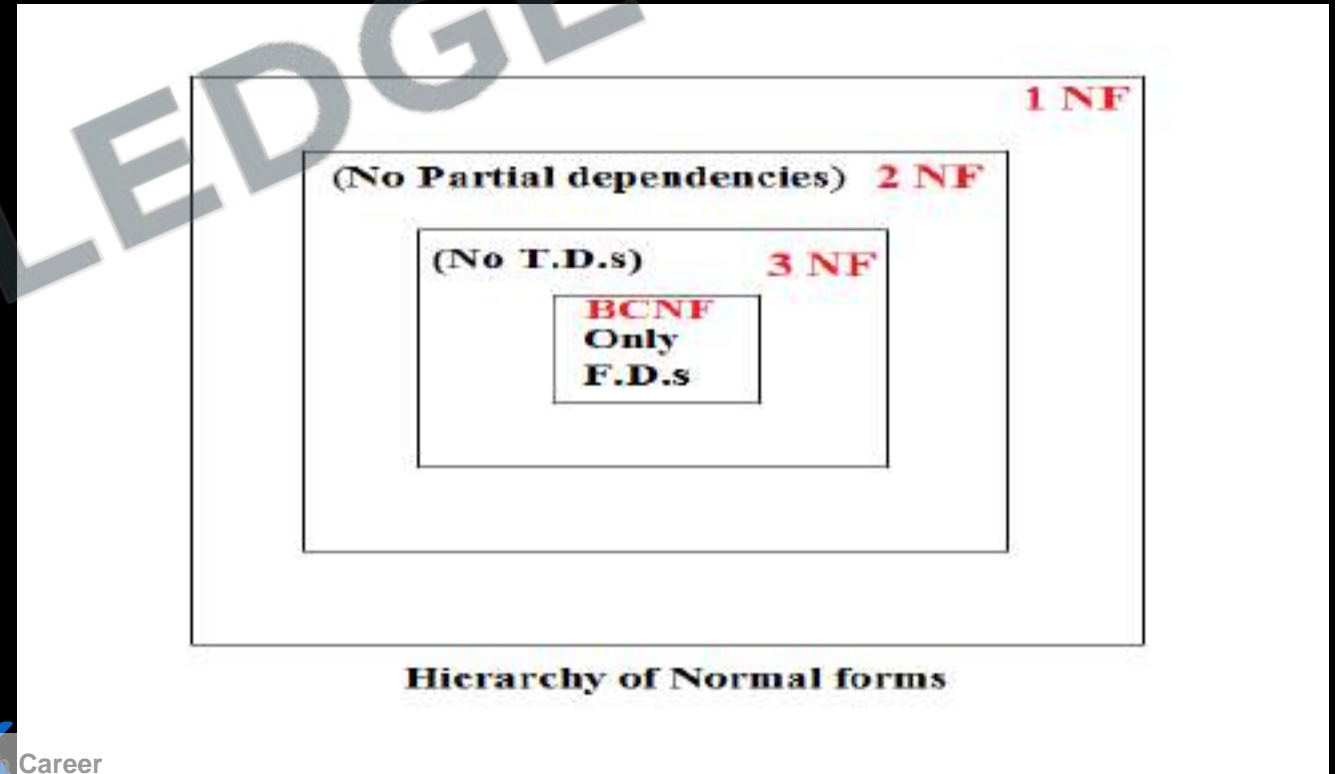 LEDGE
1 NF
(No Partial dependencies) 2 NF
(No T.D.s) 3 NF
BCNF
Only
F.D.s
Hierarchy of Normal forms
Career